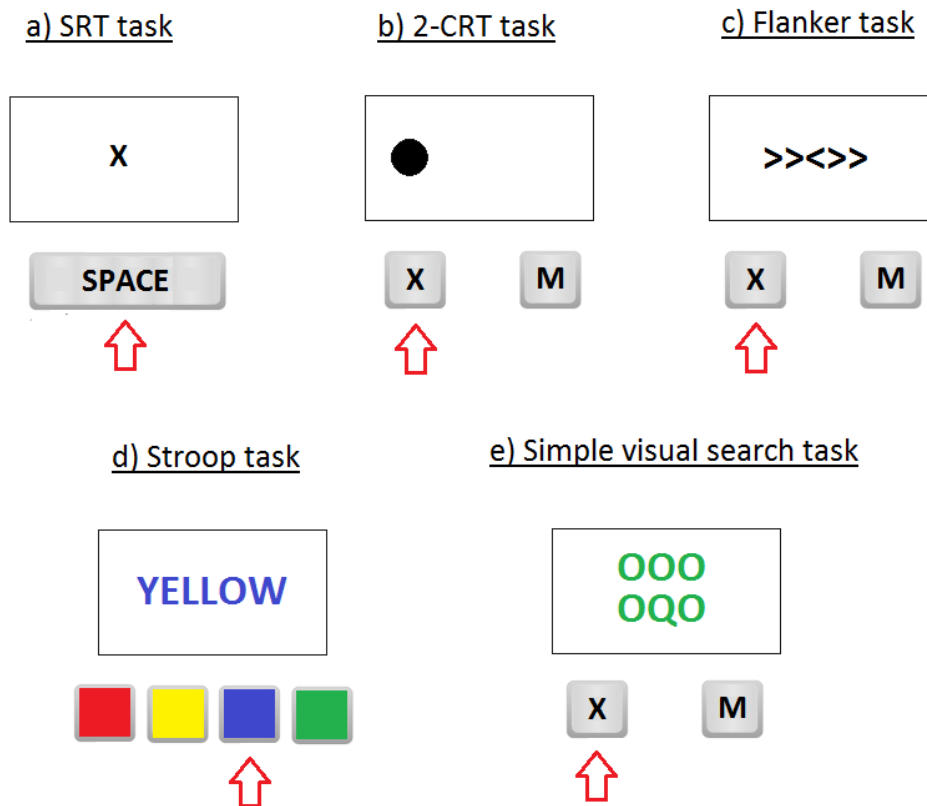 a) SRT task
b) 2-CRT task
c) Flanker task
X
>><>>
SPACE
X
M
X
M
d) Stroop task
e) Simple visual search task
YELLOW
OOO
OQO
X
M